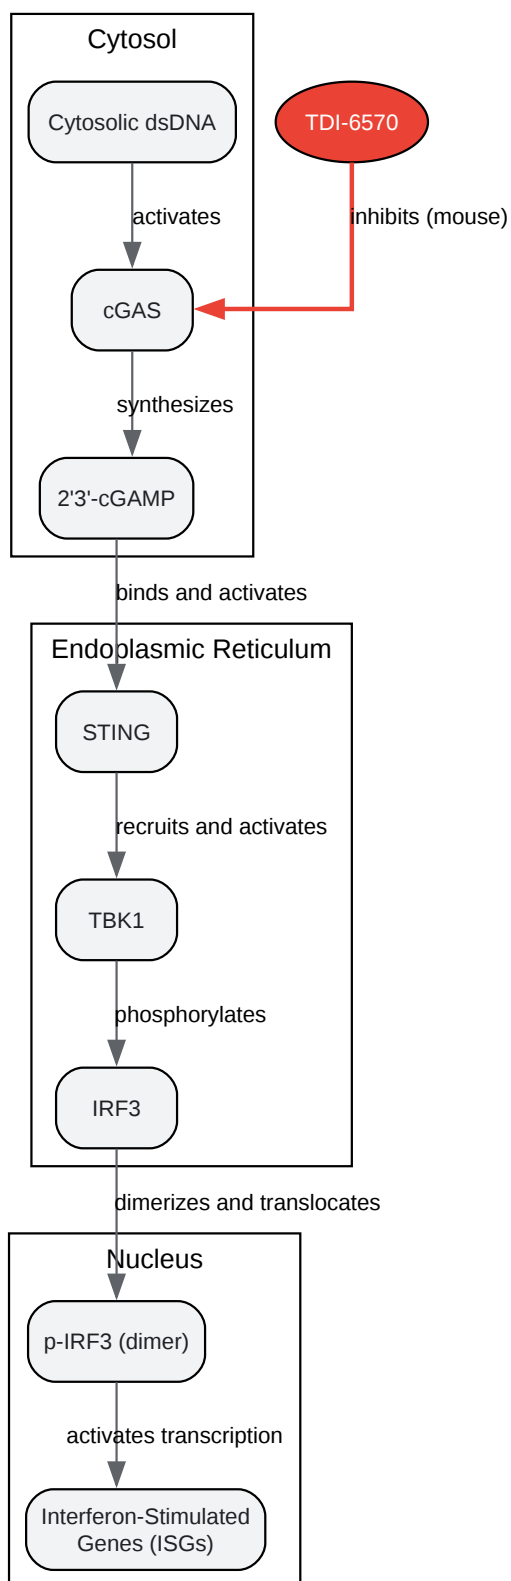 Cytosol
Cytosolic dsDNA
TDI-6570
activates
inhibits (mouse)
cGAS
synthesizes
2'3'-cGAMP
binds and activates
Endoplasmic Reticulum
STING
recruits and activates
TBK1
phosphorylates
IRF3
dimerizes and translocates
Nucleus
p-IRF3 (dimer)
activates transcription
Interferon-Stimulated
Genes (ISGs)